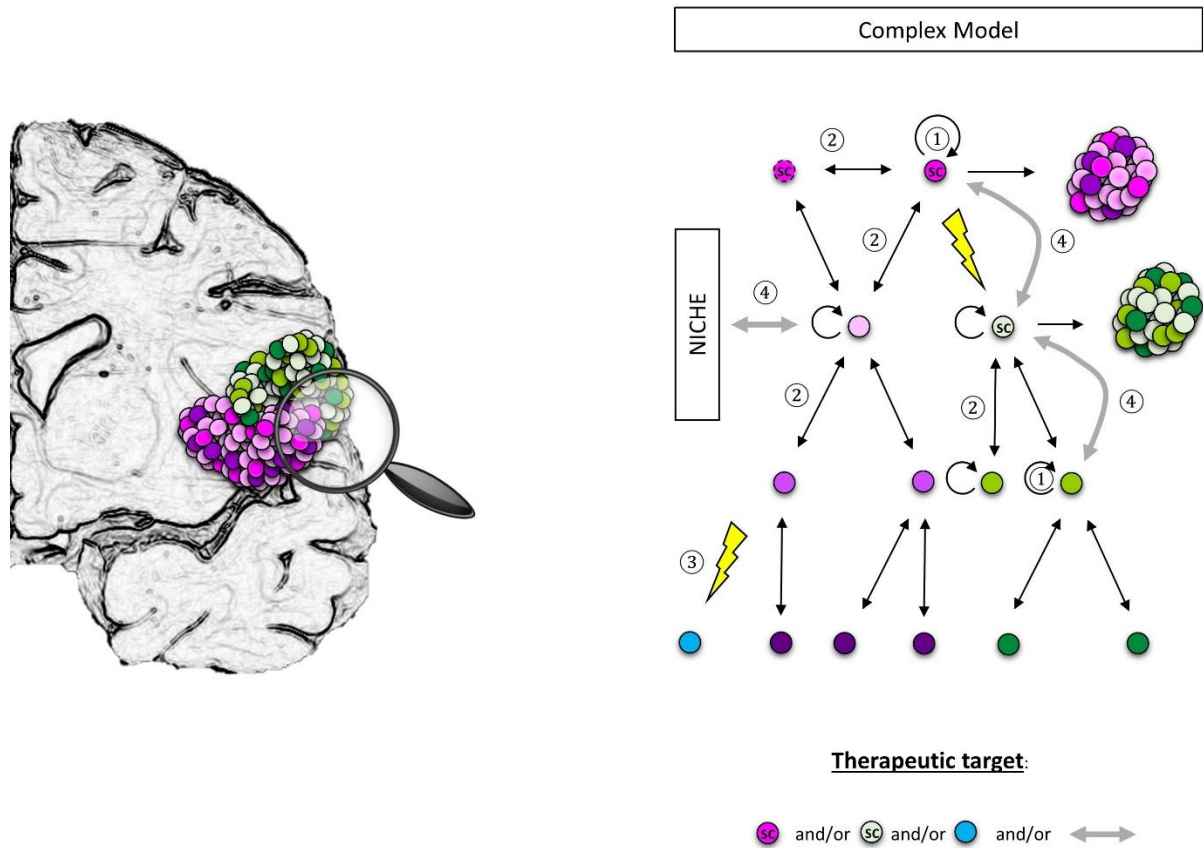 Complex Model
② ①
SC SC
② ④
NICHE
④
SC
② ② ④
①
③
Therapeutic target:
SC and/or SC and/or and/or